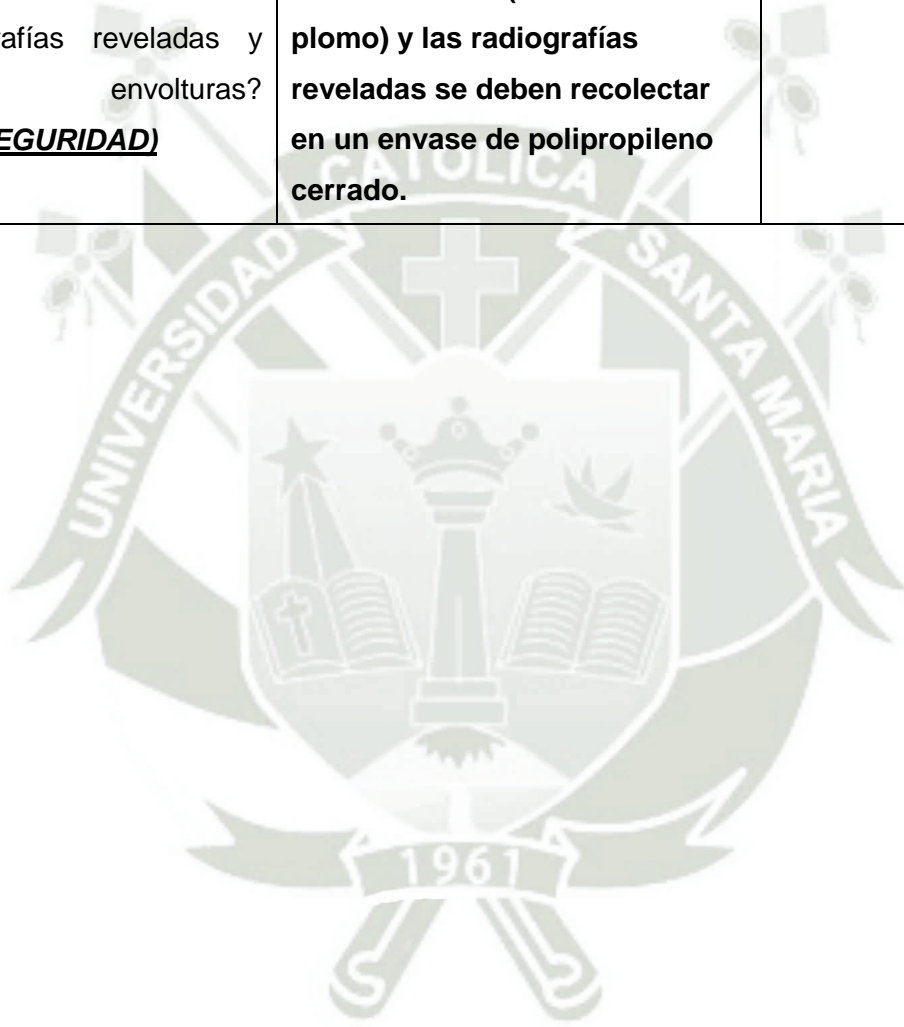 afías reveladas y
envolturas?
EGURIDAD)
plomo) y las radiografías
reveladas se deben recolectar
en un envase de polipropileno
cerrado.
UNIVERSIDAD CATOLICA SANTA MARIA
1961